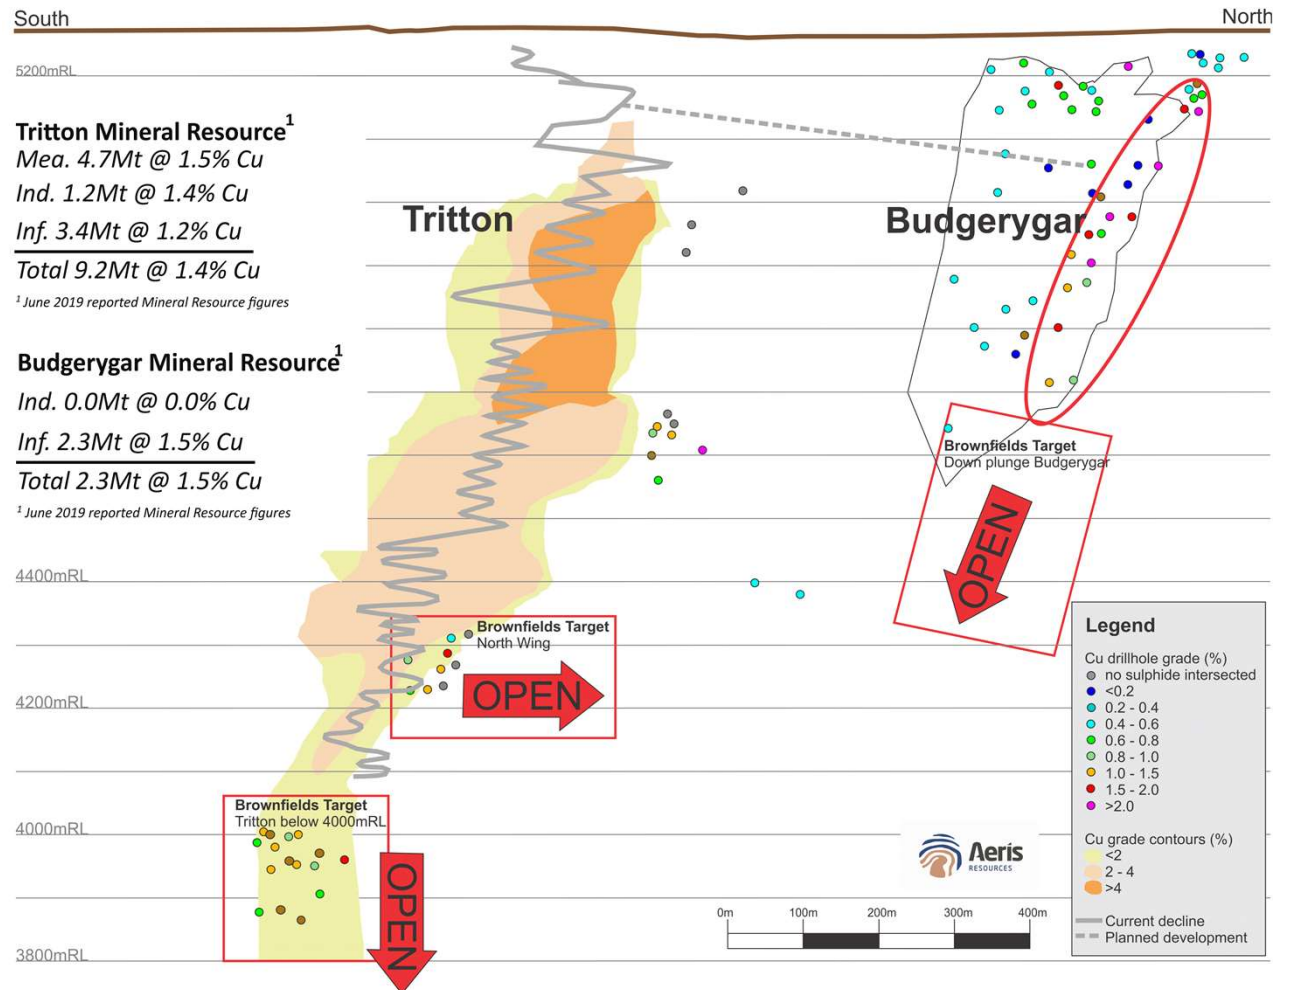 South
North
5200mRL
Tritton Mineral Resource1
Mea. 4.7Mt @ 1.5% Cu
Ind. 1.2Mt @ 1.4% Cu
Inf. 3.4Mt @ 1.2% Cu
Total 9.2Mt @ 1.4% Cu
1 June 2019 reported Mineral Resource figures
Tritton
Budgerygar
Budgerygar Mineral Resource1
Ind. 0.0Mt @ 0.0% Cu
Inf. 2.3Mt @ 1.5% Cu
Total 2.3Mt @ 1.5% Cu
1 June 2019 reported Mineral Resource figures
Brownfields Target
Down plunge Budgerygar
OPEN
4400mRL
Brownfields Target
North Wing
OPEN
4200mRL
Brownfields Target
Tritton below 4000mRL
4000mRL
OPEN
3800mRL
Aeris
RESOURCES
0m 100m 200m 300m 400m
Legend
Cu drillhole grade (%)
no sulphide intersected
<0.2
0.2 - 0.4
0.4 - 0.6
0.6 - 0.8
0.8 - 1.0
1.0 - 1.5
1.5 - 2.0
>2.0
Cu grade contours (%)
<2
2 - 4
>4
Current decline
Planned development